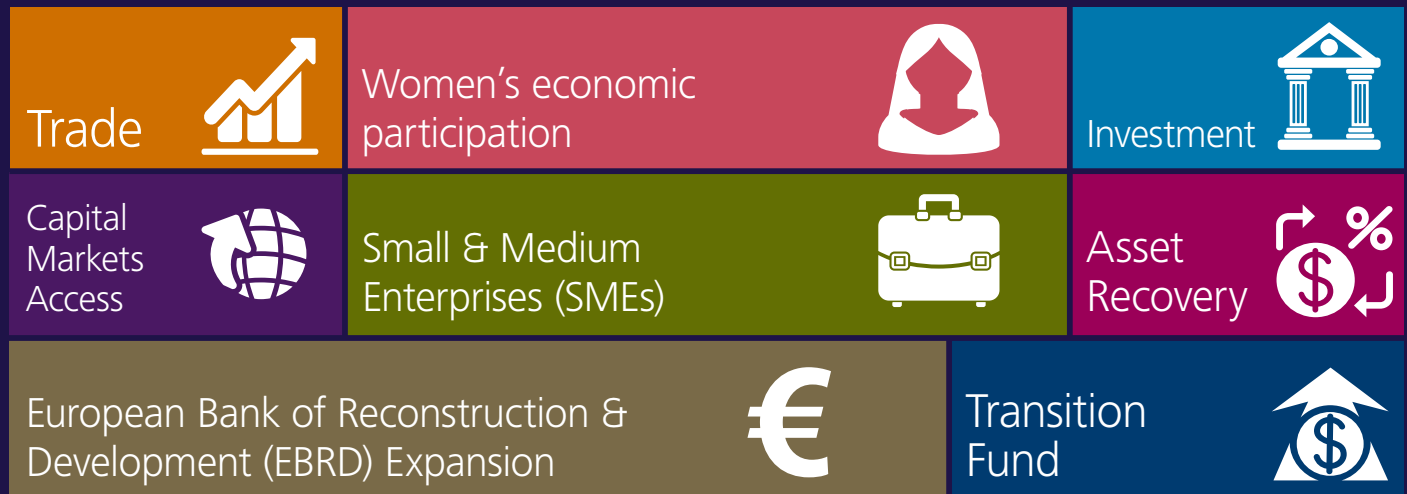 Trade
Women's economic
participation
Investment
Capital
Markets
Access
Small & Medium
Enterprises (SMEs)
Asset
Recovery
%
$
European Bank of Reconstruction &
Development (EBRD) Expansion
€
Transition
Fund
$